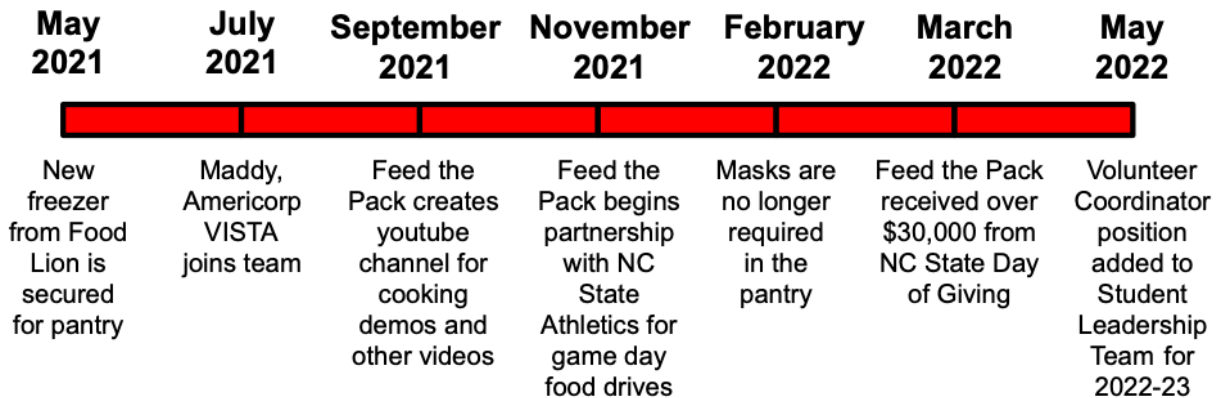 May
2021
July
2021
September
2021
November
2021
February
2022
March
2022
May
2022
New
freezer
from Food
Lion is
secured
for pantry
Maddy,
Americorp
VISTA
joins team
Feed the
Pack creates
youtube
channel for
cooking
demos and
other videos
Feed the
Pack begins
partnership
with NC
State
Athletics for
game day
food drives
Masks are
no longer
required
in the
pantry
Feed the Pack
received over
$30,000 from
NC State Day
of Giving
Volunteer
Coordinator
position
added to
Student
Leadership
Team for
2022-23